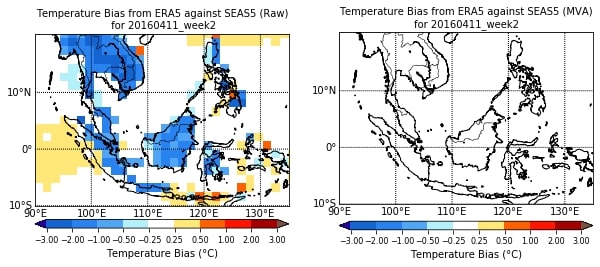 Temperature Bias from ERA5 against SEAS5 (Raw)
for 20160411_week2
10°N
0°
10°S
90°E 100°E 110°E 120°E 130°E
−3.00 −2.00 −1.00 −0.50 −0.25 0.25 0.50 1.00 2.00 3.00
Temperature Bias (°C)
Temperature Bias from ERA5 against SEAS5 (MVA)
for 20160411_week2
10°N
0°
10°S
90°E 100°E 110°E 120°E 130°E
−3.00 −2.00 −1.00 −0.50 −0.25 0.25 0.50 1.00 2.00 3.00
Temperature Bias (°C)